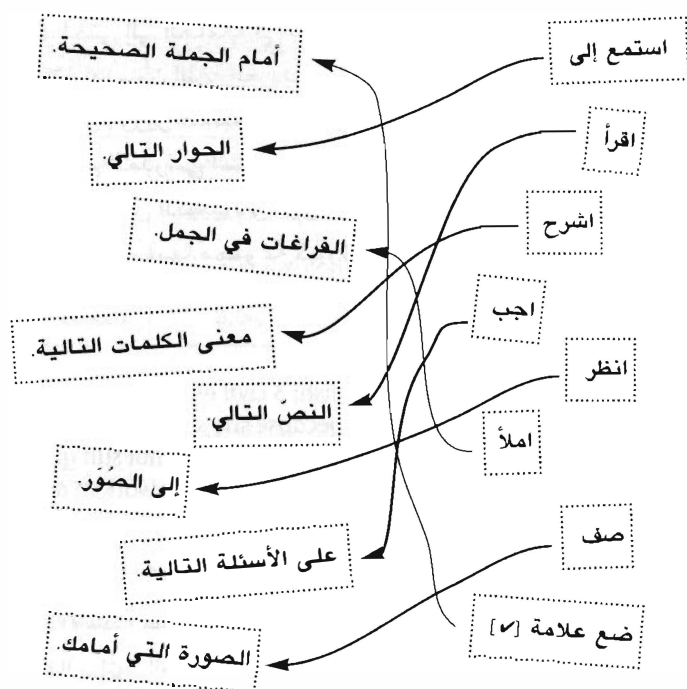 استمع إلى
أمام الجملة الصحيحة.
اقرأ
الحوار التالي.
اشرح
الفراغات في الجمل.
اجب
معنى الكلمات التالية.
انظر
النصّ التالي.
املأ
إلى الصُوَر.
صف
على الأسئلة التالية.
ضع علامة [✔]
الصورة التي أمامك.